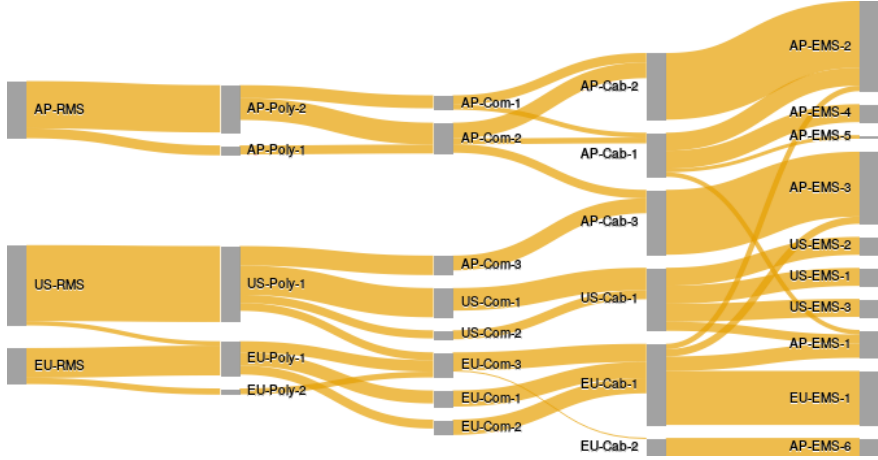 AP-RMS
US-RMS
EU-RMS
AP-Poly-2
AP-Poly-1
US-Poly-1
EU-Poly-1
EU-Poly-2
AP-Com-1
AP-Com-2
AP-Com-3
US-Com-1
US-Com-2
EU-Com-3
EU-Com-1
EU-Com-2
AP-Cab-2
AP-Cab-1
AP-Cab-3
US-Cab-1
EU-Cab-1
EU-Cab-2
AP-EMS-2
AP-EMS-4
AP-EMS-5
AP-EMS-3
US-EMS-2
US-EMS-1
US-EMS-3
AP-EMS-1
EU-EMS-1
AP-EMS-6